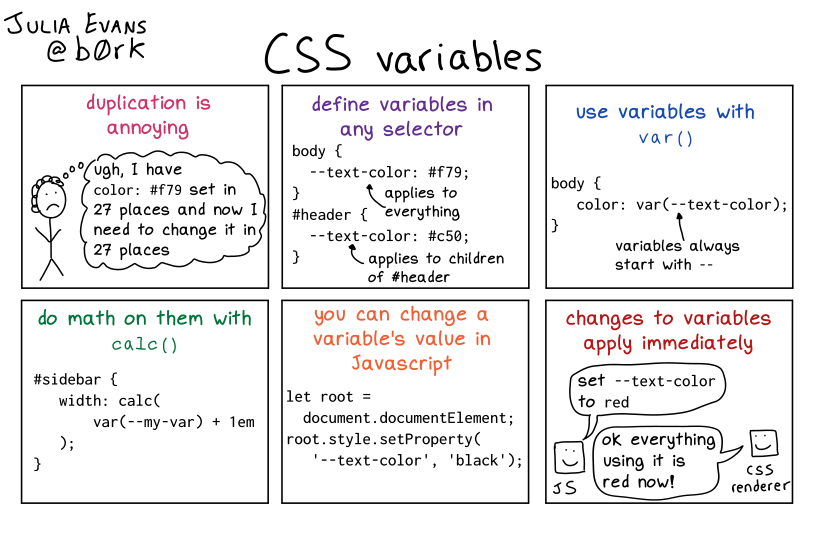 JULIA EVANS
@b0rk
CSS variables
duplication is
annoying
ugh, I have
color: #f79 set in
27 places and now I
need to change it in
27 places
define variables in
any selector
body {
--text-color: #f79;
}
applies to
everything
#header {
--text-color: #c50;
}
applies to children
of #header
use variables with
var()
body {
color: var(--text-color);
}
variables always
start with --
do math on them with
calc()
#sidebar {
width: calc(
var(--my-var) + 1em
);
}
you can change a
variable's value in
Javascript
let root =
document.documentElement;
root.style.setProperty(
'--text-color', 'black');
changes to variables
apply immediately
set --text-color
to red
JS
ok everything
using it is
red now!
CSS
renderer